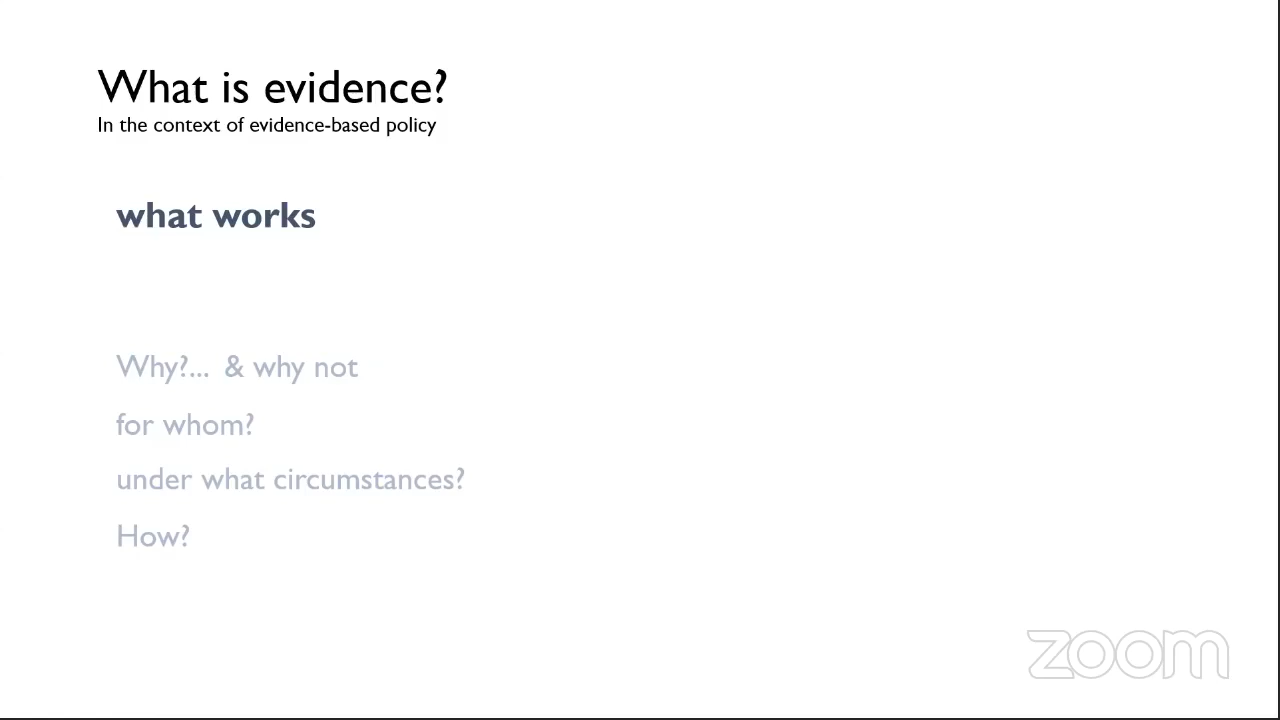 What is evidence?
In the context of evidence-based policy
what works
Why?... & why not
for whom?
under what circumstances?
How?
zoom